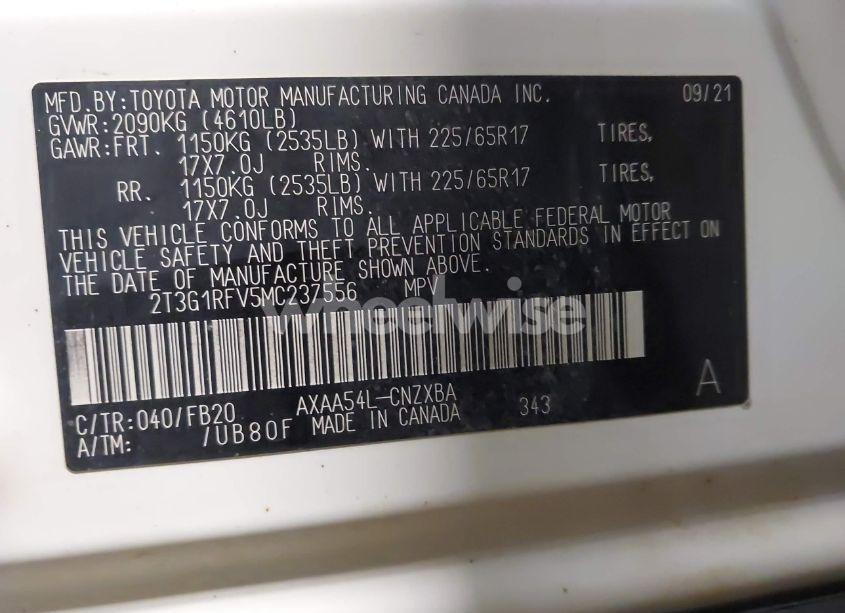 MFD.BY:TOYOTA MOTOR MANUFACTURING CANADA INC. 09/21
GVWR:2090KG (4610LB)
GAWR:FRT. 1150KG (2535LB) WITH 225/65R17 TIRES,
17X7.0J RIMS.
RR. 1150KG (2535LB) WITH 225/65R17 TIRES,
17X7.0J RIMS.
THIS VEHICLE CONFORMS TO ALL APPLICABLE FEDERAL MOTOR
VEHICLE SAFETY AND THEFT PREVENTION STANDARDS IN EFFECT ON
THE DATE OF MANUFACTURE SHOWN ABOVE.
2T3G1RFV5MC237556 MPV
wheelwise
A
C/TR:040/FB20 AXAA54L-CNZXBA
A/TM: /UB80F MADE IN CANADA 343